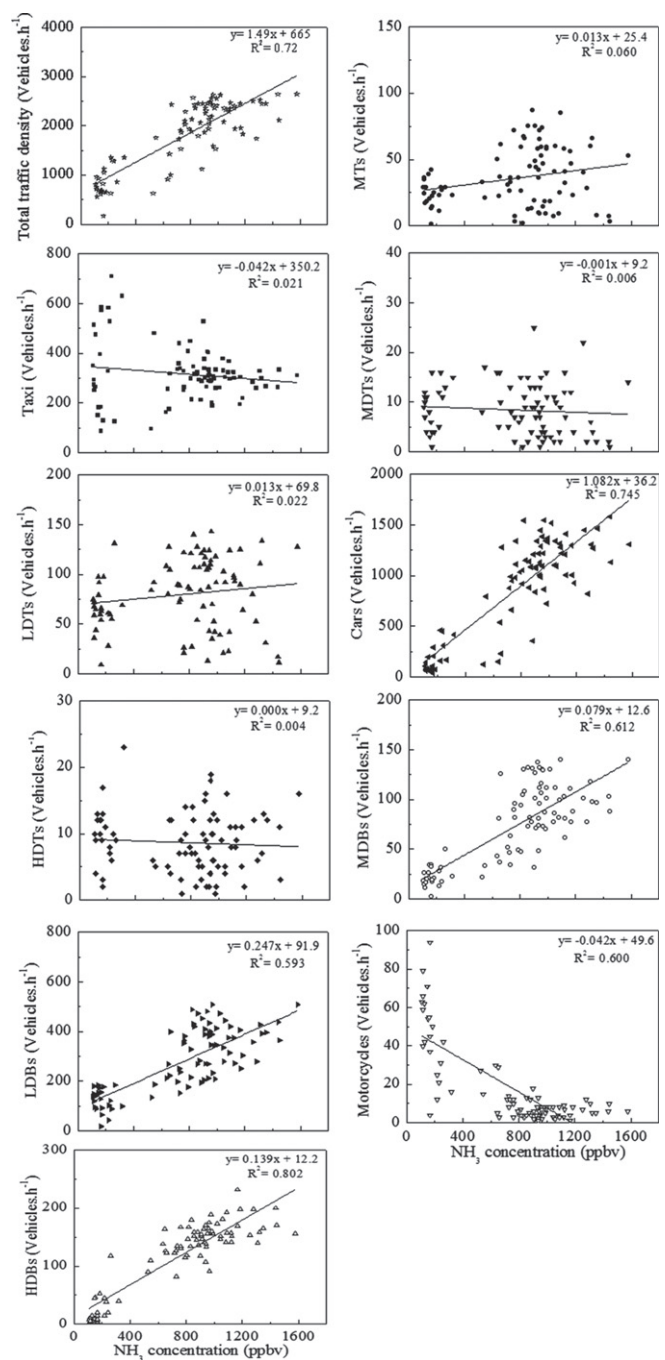 y= 1.49x + 665
R²= 0.72
Total traffic density (Vehicles.h⁻¹)
4000
3000
2000
1000
0
y= 0.013x + 25.4
R²= 0.060
MTs (Vehicles.h⁻¹)
150
100
50
0
y= -0.042x + 350.2
R²= 0.021
Taxi (Vehicles.h⁻¹)
800
600
400
200
0
y= -0.001x + 9.2
R²= 0.006
MDTs (Vehicles.h⁻¹)
40
30
20
10
0
y= 0.013x + 69.8
R²= 0.022
LDTs (Vehicles.h⁻¹)
200
150
100
50
0
y= 1.082x + 36.2
R²= 0.745
Cars (Vehicles.h⁻¹)
2000
1500
1000
500
0
y= 0.000x + 9.2
R²= 0.004
HDTs (Vehicles.h⁻¹)
30
20
10
0
y= 0.079x + 12.6
R²= 0.612
MDBs (Vehicles.h⁻¹)
200
150
100
50
0
y= 0.247x + 91.9
R²= 0.593
LDBs (Vehicles.h⁻¹)
800
600
400
200
0
y= -0.042x + 49.6
R²= 0.600
Motorcycles (Vehicles.h⁻¹)
100
80
60
40
20
0
0 400 800 1200 1600
NH₃ concentration (ppbv)
y= 0.139x + 12.2
R²= 0.802
HDBs (Vehicles.h⁻¹)
300
200
100
0
0 400 800 1200 1600
NH₃ concentration (ppbv)